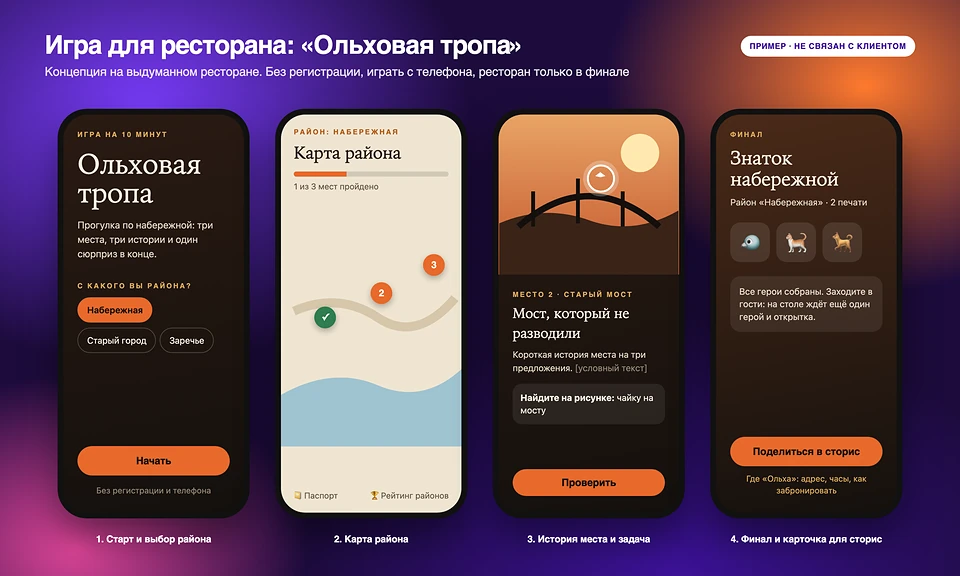 Игра для ресторана: «Ольховая тропа»
ПРИМЕР · НЕ СВЯЗАН С КЛИЕНТОМ
Концепция на выдуманном ресторане. Без регистрации, играть с телефона, ресторан только в финале
ИГРА НА 10 МИНУТ
Ольховая
тропа
Прогулка по набережной: три
места, три истории и один
сюрприз в конце.
С КАКОГО ВЫ РАЙОНА?
Набережная
Старый город
Заречье
Начать
Без регистрации и телефона
1. Старт и выбор района
РАЙОН: НАБЕРЕЖНАЯ
Карта района
1 из 3 мест пройдено
3
2
✓
Паспорт
Рейтинг районов
2. Карта района
МЕСТО 2 · СТАРЫЙ МОСТ
Мост, который не
разводили
Короткая история места на три
предложения. [условный текст]
Найдите на рисунке: чайку на
мосту
Проверить
3. История места и задача
ФИНАЛ
Знаток
набережной
Район «Набережная» · 2 печати
Все герои собраны. Заходите в
гости: на столе ждёт ещё один
герой и открытка.
Поделиться в сторис
Где «Ольха»: адрес, часы, как
забронировать
4. Финал и карточка для сторис